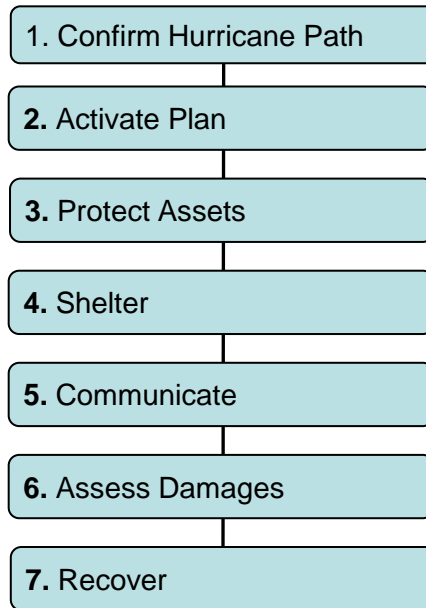 1. Confirm Hurricane Path
2. Activate Plan
3. Protect Assets
4. Shelter
5. Communicate
6. Assess Damages
7. Recover